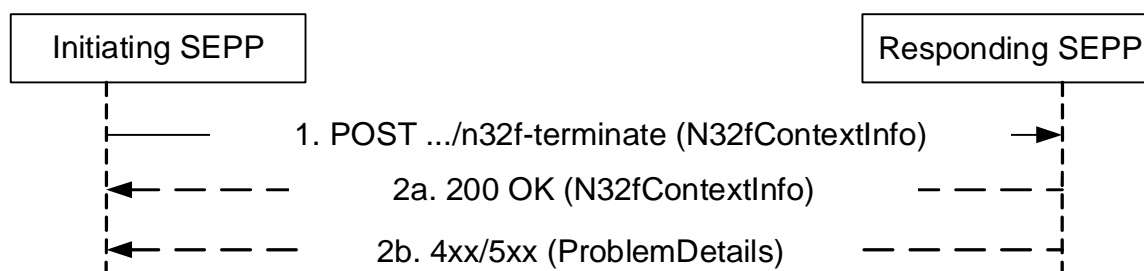 Initiating SEPP
Responding SEPP
1. POST .../n32f-terminate (N32fContextInfo)
2a. 200 OK (N32fContextInfo)
2b. 4xx/5xx (ProblemDetails)